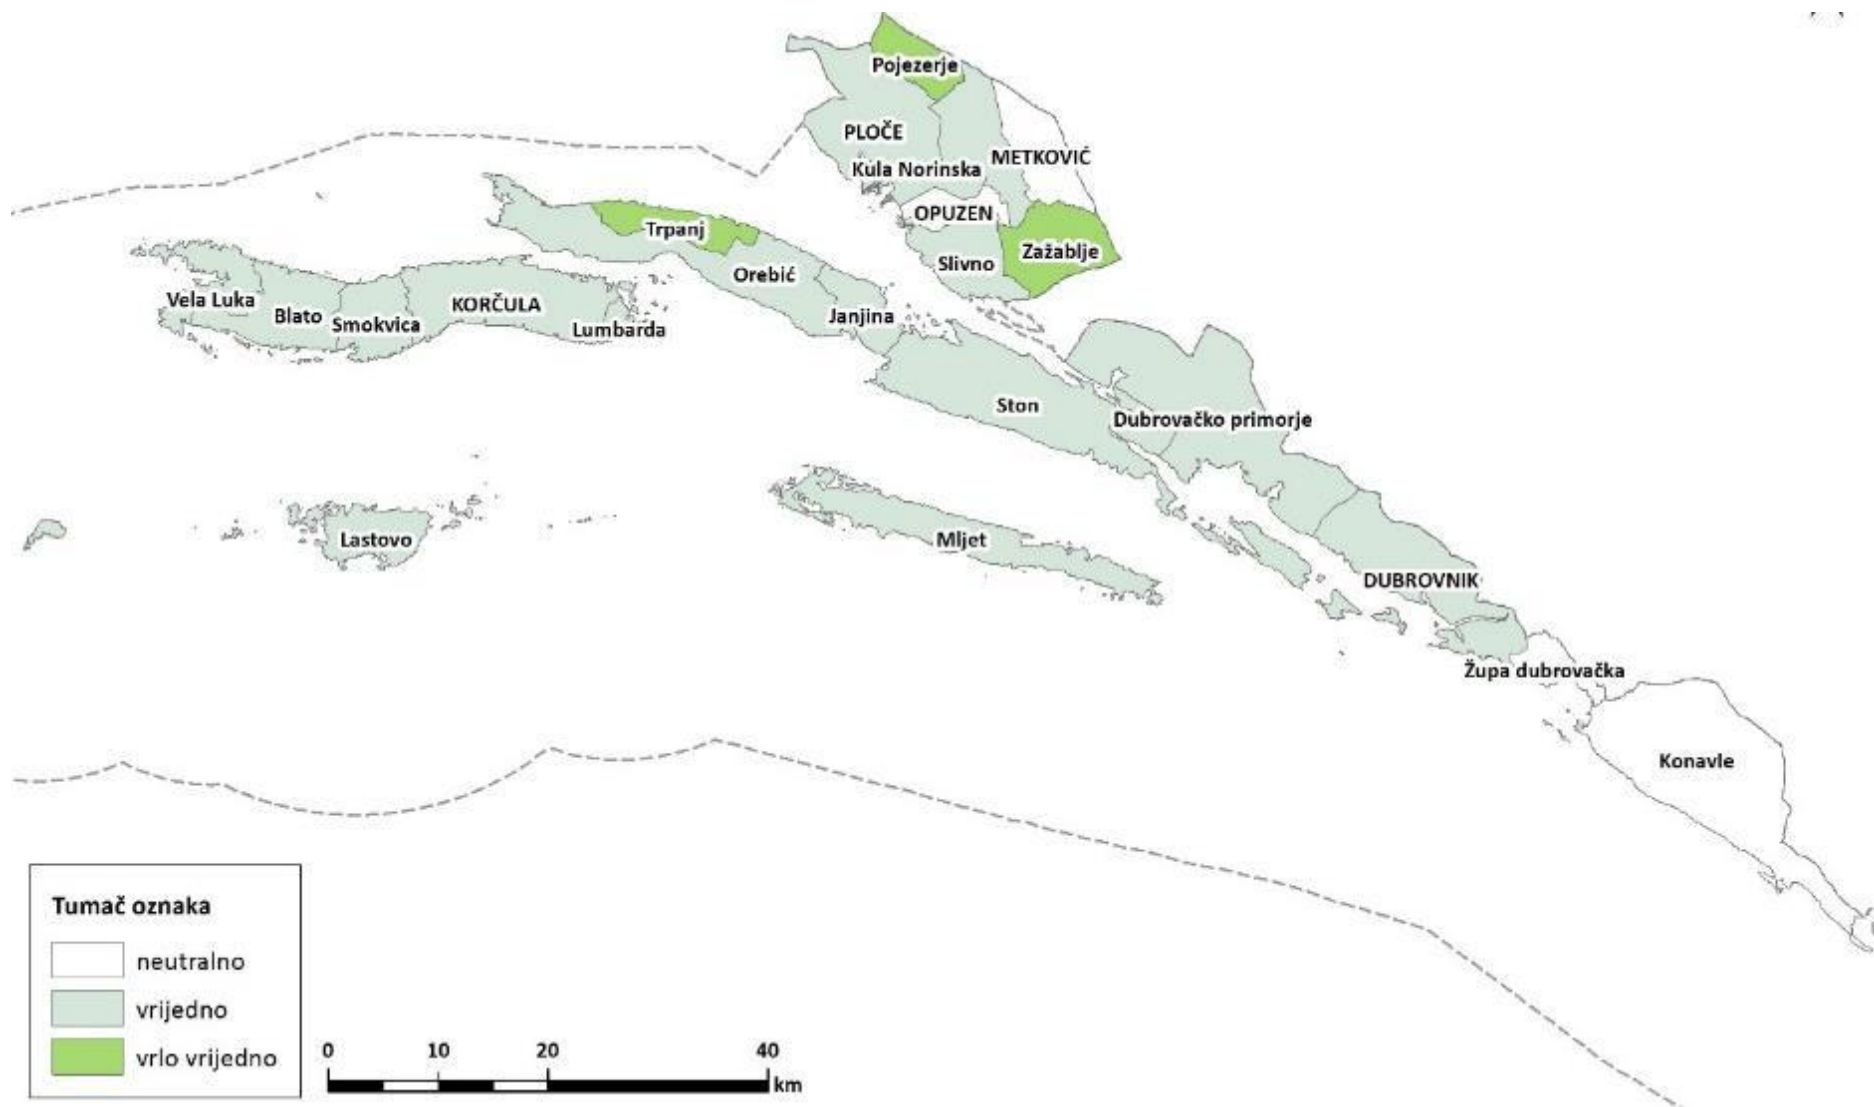 Pojezerje
PLOČE
METKOVIĆ
Kula Norinska
OPUZEN
Trpanj
Zažablje
Slivno
Orebić
Vela Luka
KORČULA
Blato
Smokvica
Janjina
Lumbarda
Ston
Dubrovačko primorje
Lastovo
Mljet
DUBROVNIK
Župa dubrovačka
Konavle
Tumač oznaka
neutralno
vrijedno
vrlo vrijedno
0 10 20 40
km